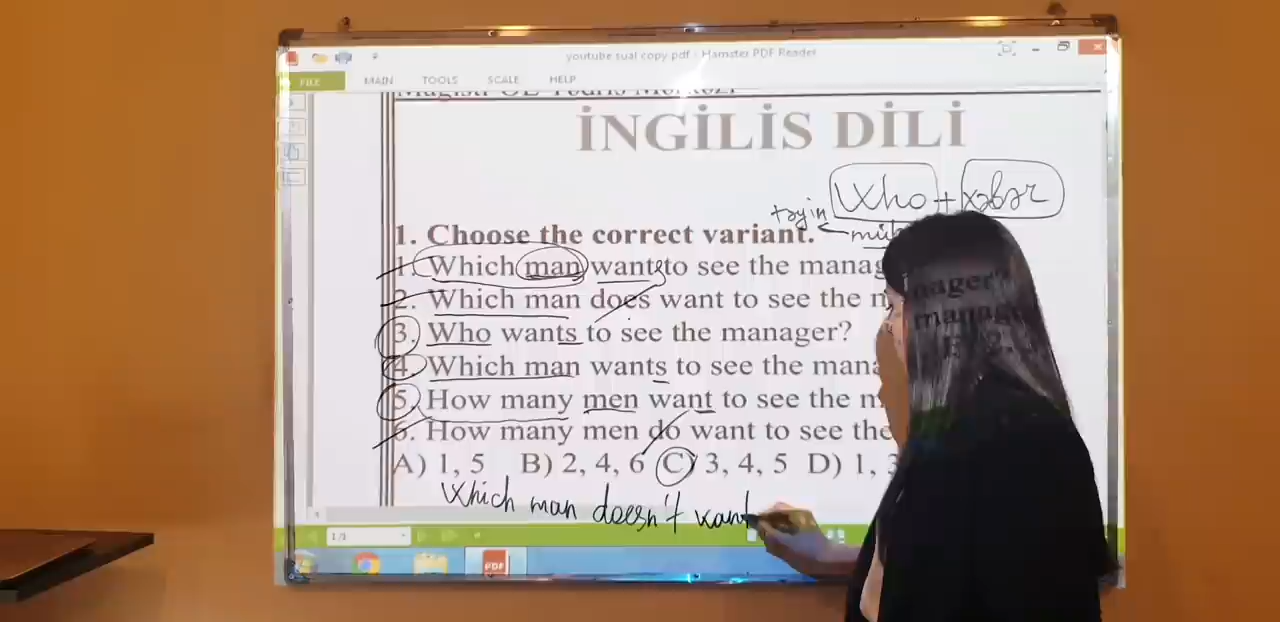 youtube sual copy.pdf - Hamster PDF Reader
FILE MAIN TOOLS SCALE HELP
İNGİLİS DİLİ
Who + xəbər
təyin
1. Choose the correct variant.
1. Which man want s to see the manag
2. Which man does want to see the m
3. Who wants to see the manager?
4. Which man wants to see the mana
5. How many men want to see the m
6. How many men do want to see the
A) 1, 5 B) 2, 4, 6 C) 3, 4, 5 D) 1, 3
Which man doesn't want
1/1
PDF